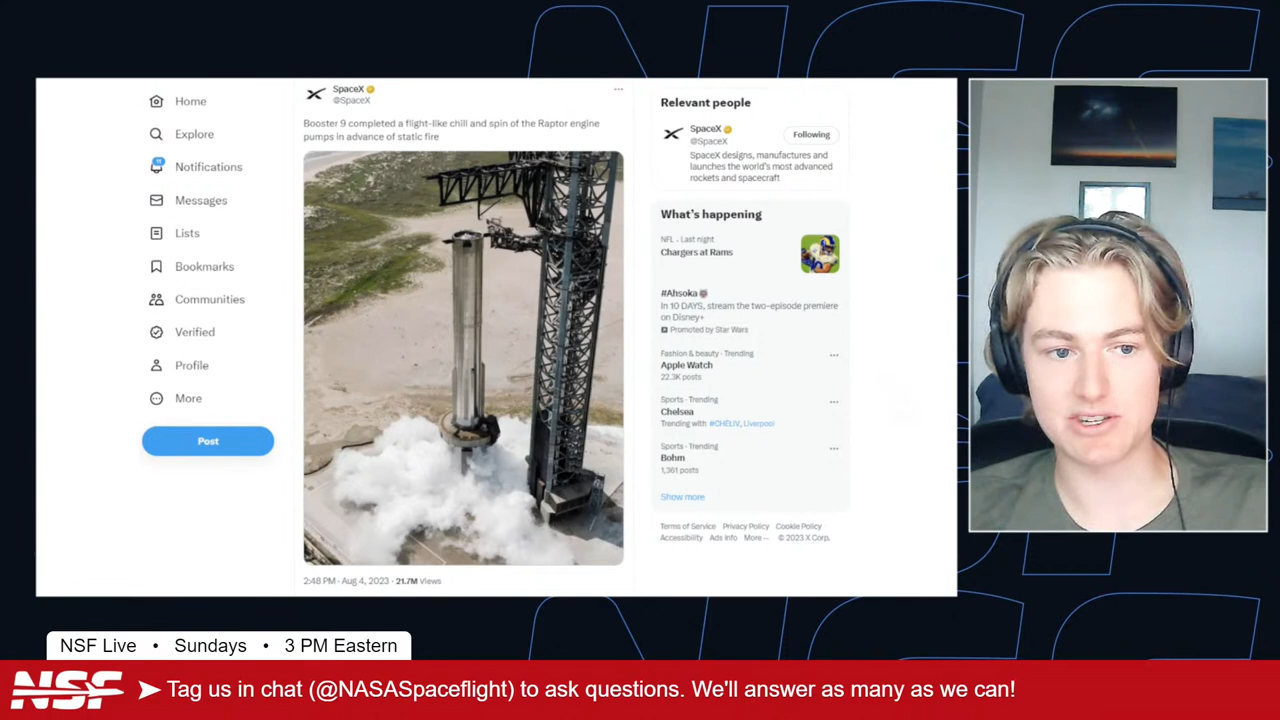 Home
Explore
Notifications
Messages
Lists
Bookmarks
Communities
Verified
Profile
More
Post
SpaceX
@SpaceX
Booster 9 completed a flight-like chill and spin of the Raptor engine
pumps in advance of static fire
2:48 PM · Aug 4, 2023 · 21.7M Views
Relevant people
SpaceX
@SpaceX
Following
SpaceX designs, manufactures and
launches the world's most advanced
rockets and spacecraft
What's happening
NFL · Last night
Chargers at Rams
#Ahsoka
In 10 DAYS, stream the two-episode premiere
on Disney+
Promoted by Star Wars
Fashion & beauty · Trending
Apple Watch
22.3K posts
Sports · Trending
Chelsea
Trending with #CHELIV, Liverpool
Sports · Trending
Bohm
1,361 posts
Show more
Terms of Service Privacy Policy Cookie Policy
Accessibility Ads info More ··· © 2023 X Corp.
NSF Live • Sundays • 3 PM Eastern
NSF Tag us in chat (@NASASpaceflight) to ask questions. We'll answer as many as we can!